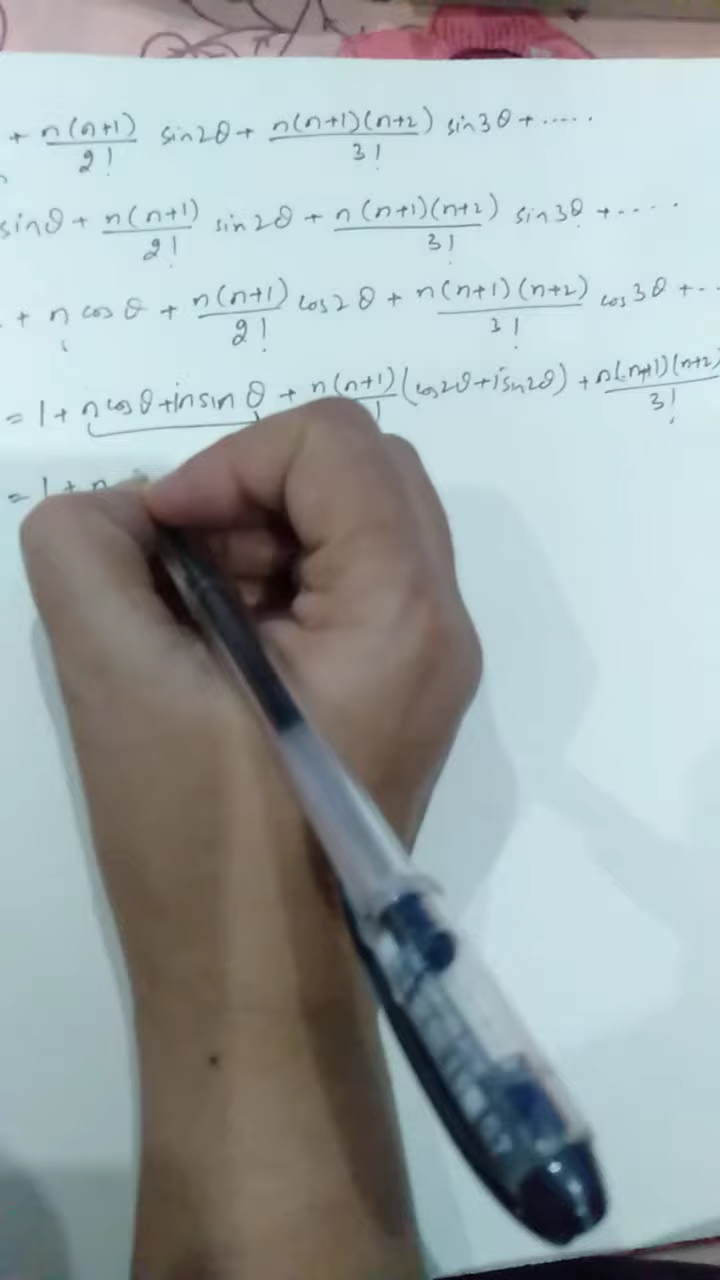 + n(n+1)/2! sin2θ + n(n+1)(n+2)/3! sin3θ + .....
sinθ + n(n+1)/2! sin2θ + n(n+1)(n+2)/3! sin3θ + .....
+ n cosθ + n(n+1)/2! cos2θ + n(n+1)(n+2)/3! cos3θ + ..
= 1 + n cosθ + in sinθ + n(n+1)/! (cos2θ + i sin2θ) + n(n+1)(n+2)/3!
= 1 + n